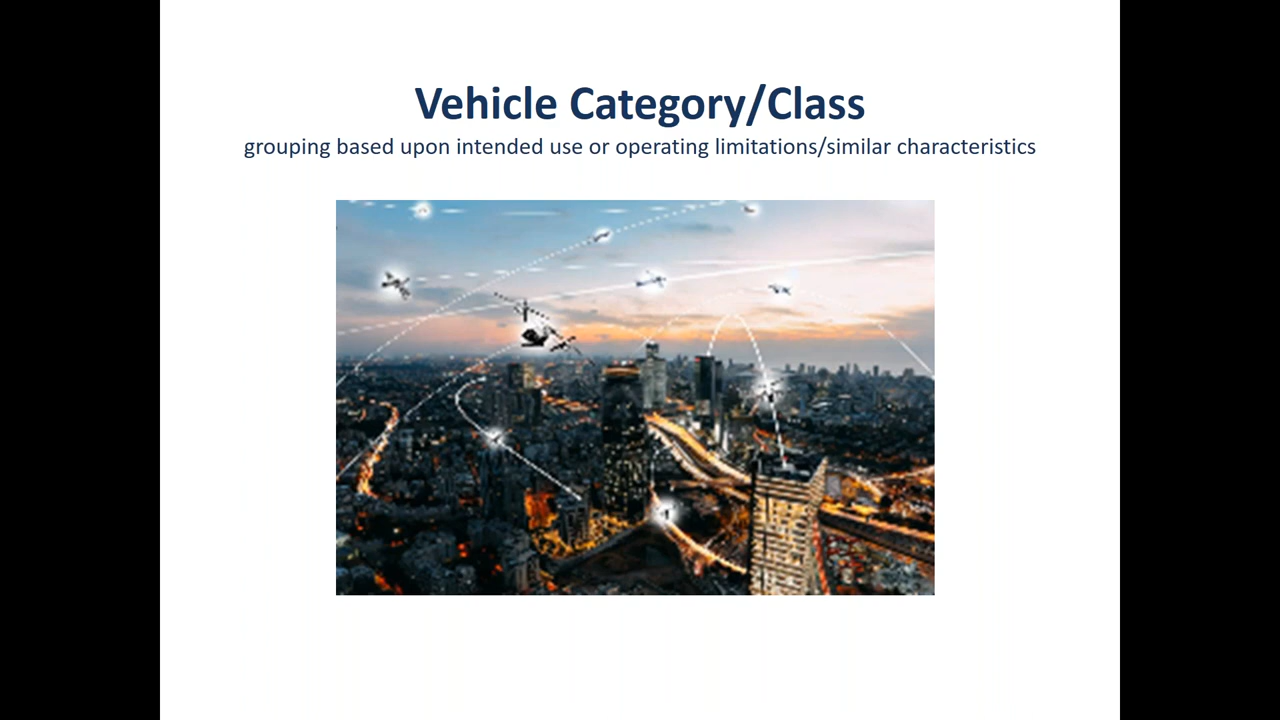 Vehicle Category/Class
grouping based upon intended use or operating limitations/similar characteristics